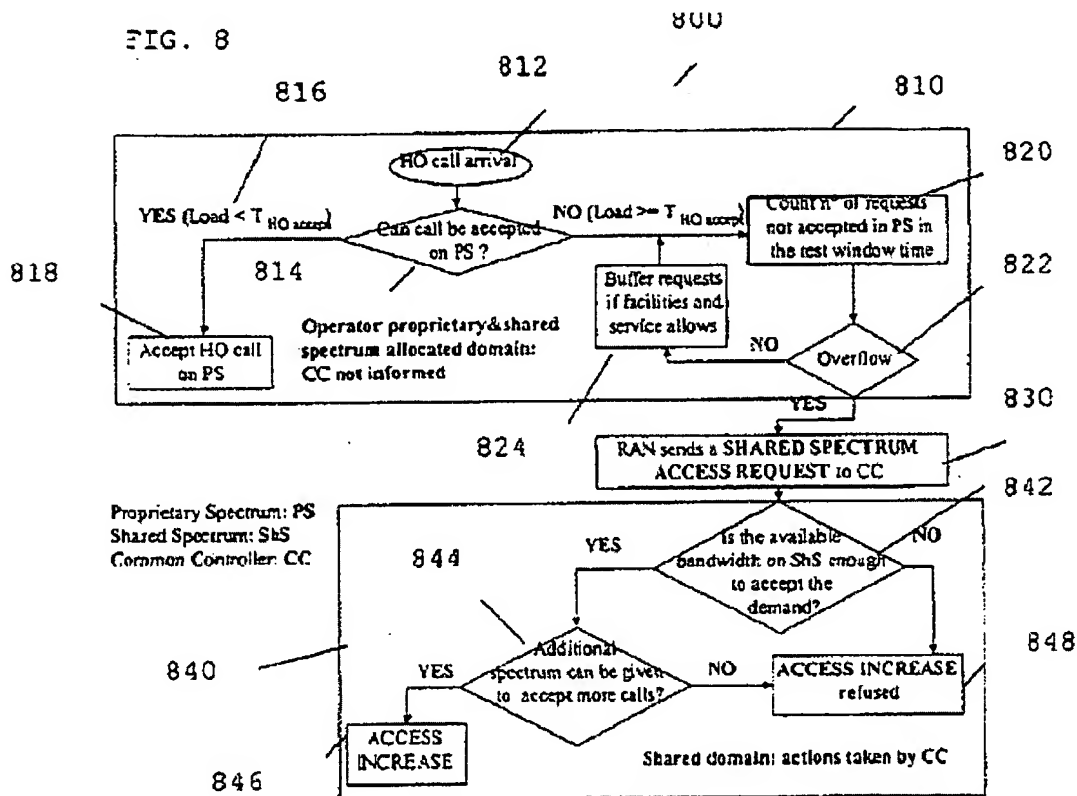 FIG. 8
800
812
816
810
820
HO call arrival
YES (Load < T HO accept)
NO (Load >= T HO accept)
Can call be accepted
on PS ?
Count n° of requests
not accepted in PS in
the test window time
818
814
822
Buffer requests
if facilities and
service allows
Operator proprietary&shared
spectrum allocated domain:
CC not informed
Accept HO call
on PS
NO
Overflow
YES
830
824
RAN sends a SHARED SPECTRUM
ACCESS REQUEST to CC
842
Proprietary Spectrum: PS
Shared Spectrum: ShS
Common Controller: CC
YES
NO
Is the available
bandwidth on ShS enough
to accept the
demand?
844
848
840
YES
Additional
spectrum can be given
to accept more calls?
NO
ACCESS INCREASE
refused
ACCESS
INCREASE
Shared domain: actions taken by CC
846